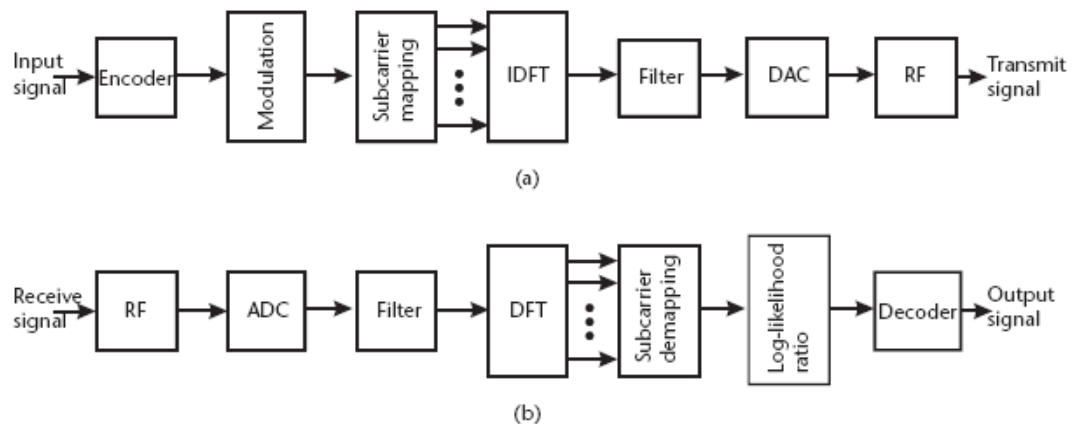 Input
signal
Encoder
Modulation
Subcarrier
mapping
IDFT
Filter
DAC
RF
Transmit
signal
(a)
Receive
signal
RF
ADC
Filter
DFT
Subcarrier
demapping
Log-likelihood
ratio
Decoder
Output
signal
(b)